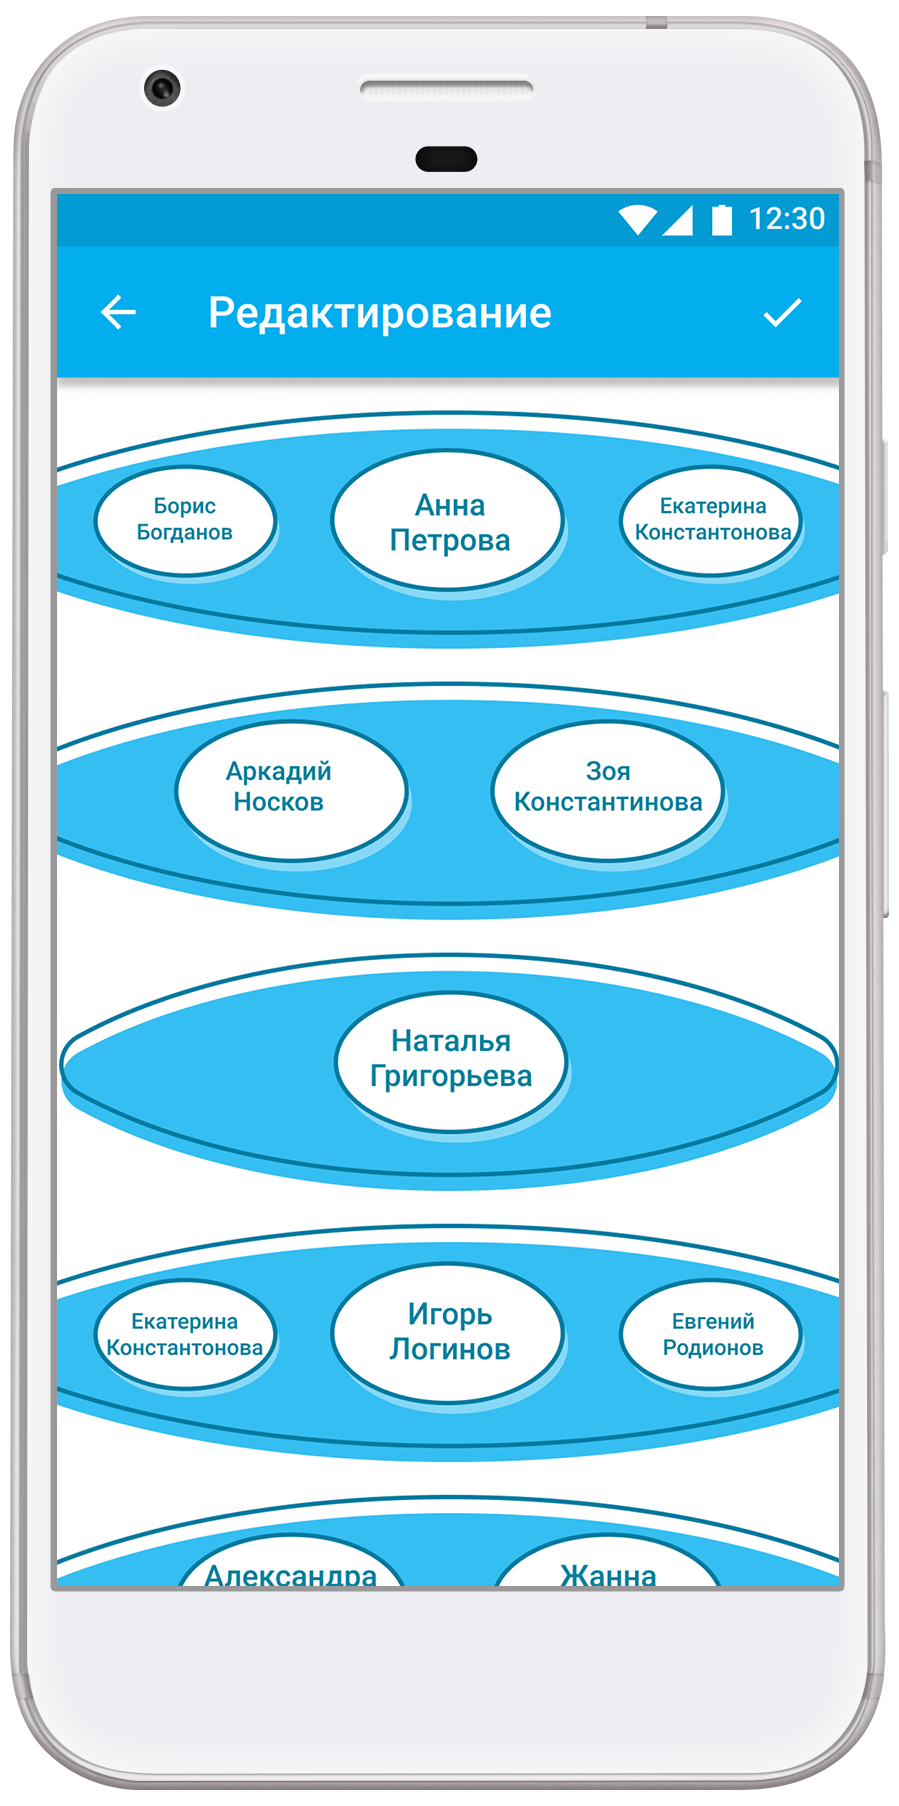 12:30
Редактирование
Борис
Богданов
Анна
Петрова
Екатерина
Константонова
Аркадий
Носков
Зоя
Константинова
Наталья
Григорьева
Екатерина
Константонова
Игорь
Логинов
Евгений
Родионов
Александра
Жанна